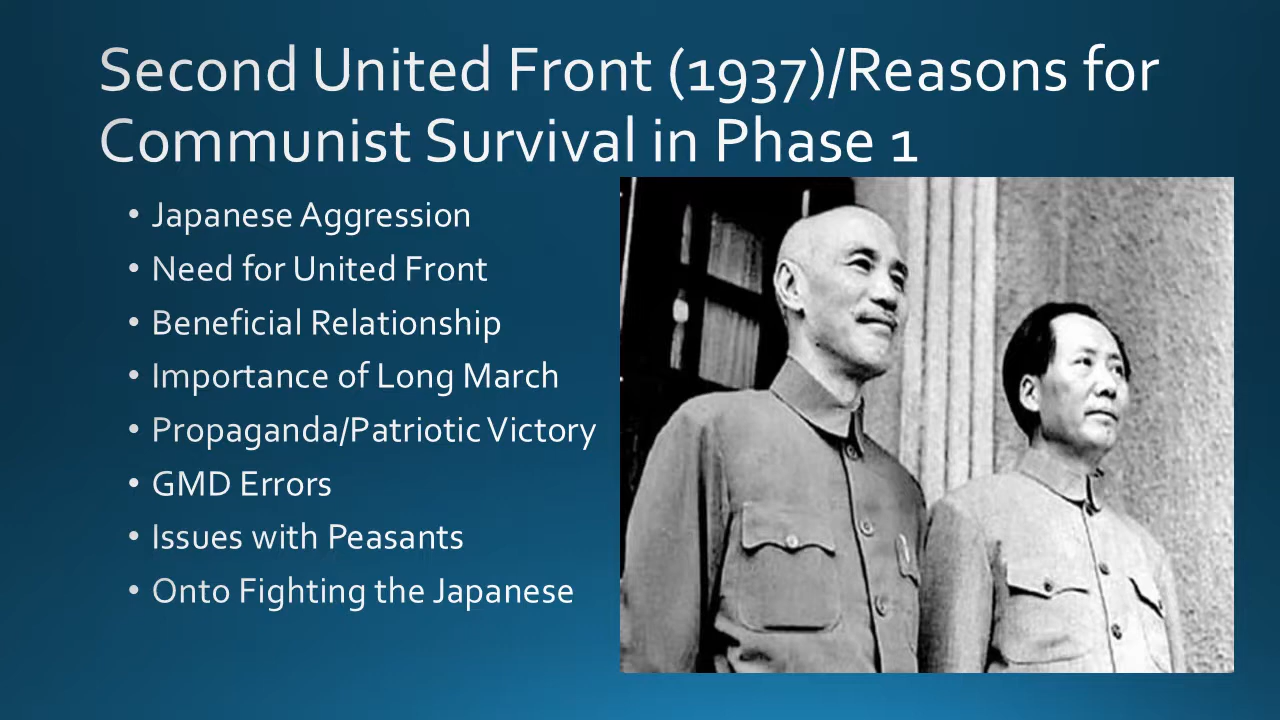 Second United Front (1937)/Reasons for
Communist Survival in Phase 1
• Japanese Aggression
• Need for United Front
• Beneficial Relationship
• Importance of Long March
• Propaganda/Patriotic Victory
• GMD Errors
• Issues with Peasants
• Onto Fighting the Japanese